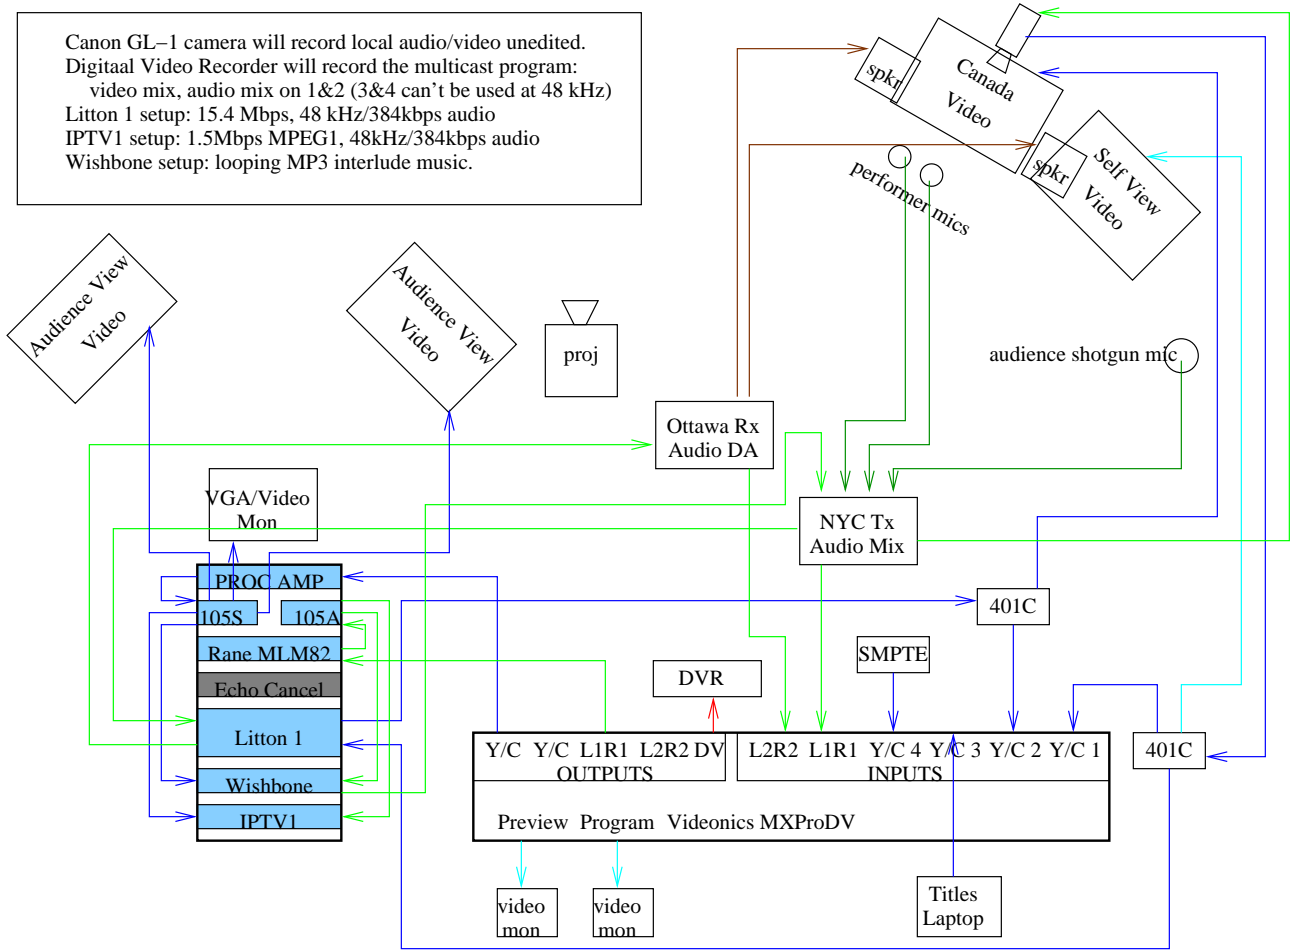 Canon GL−1 camera will record local audio/video unedited.
Digitaal Video Recorder will record the multicast program:
video mix, audio mix on 1&2 (3&4 can't be used at 48 kHz)
Litton 1 setup: 15.4 Mbps, 48 kHz/384kbps audio
IPTV1 setup: 1.5Mbps MPEG1, 48kHz/384kbps audio
Wishbone setup: looping MP3 interlude music.
spkr
Canada
Video
spkr
Self View
Video
performer mics
Audience View
Video
Audience View
Video
proj
audience shotgun mic
Ottawa Rx
Audio DA
VGA/Video
Mon
NYC Tx
Audio Mix
PROC AMP
105S
105A
Rane MLM82
Echo Cancel
Litton 1
Wishbone
IPTV1
401C
SMPTE
DVR
401C
Y/C Y/C L1R1 L2R2 DV
OUTPUTS
L2R2 L1R1 Y/C 4 Y/C 3 Y/C 2 Y/C 1
INPUTS
Preview Program Videonics MXProDV
video
mon
video
mon
Titles
Laptop